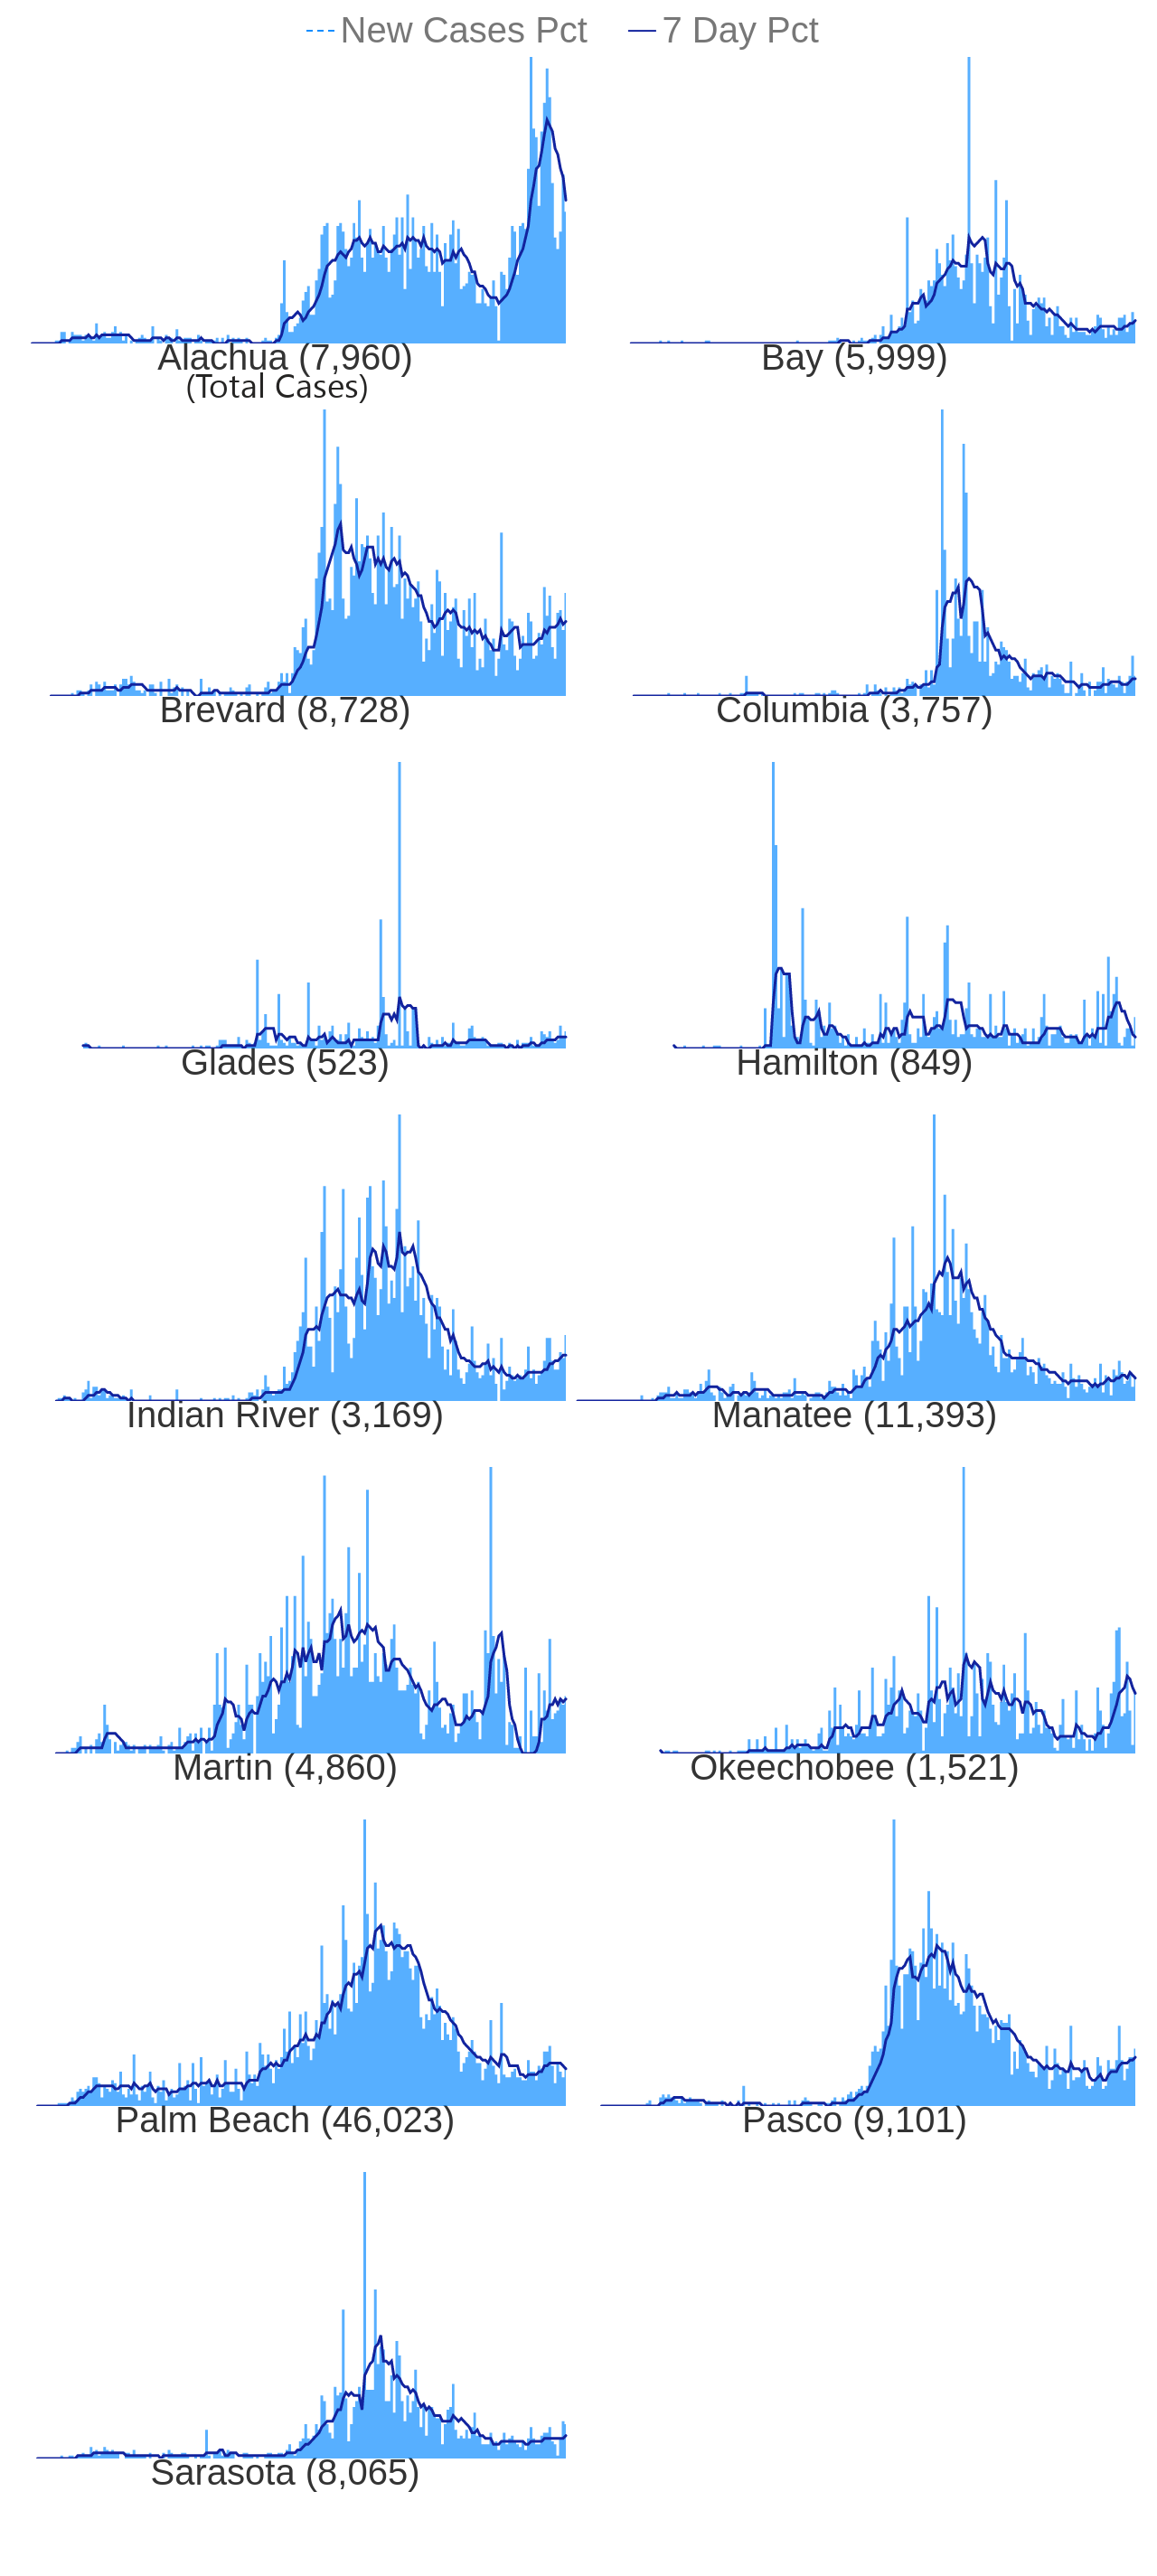 New Cases Pct 7 Day Pct
Alachua (7,960) Bay (5,999)
(Total Cases)
Brevard (8,728) Columbia (3,757)
Glades (523) Hamilton (849)
Indian River (3,169) Manatee (11,393)
Martin (4,860) Okeechobee (1,521)
Palm Beach (46,023) Pasco (9,101)
Sarasota (8,065)